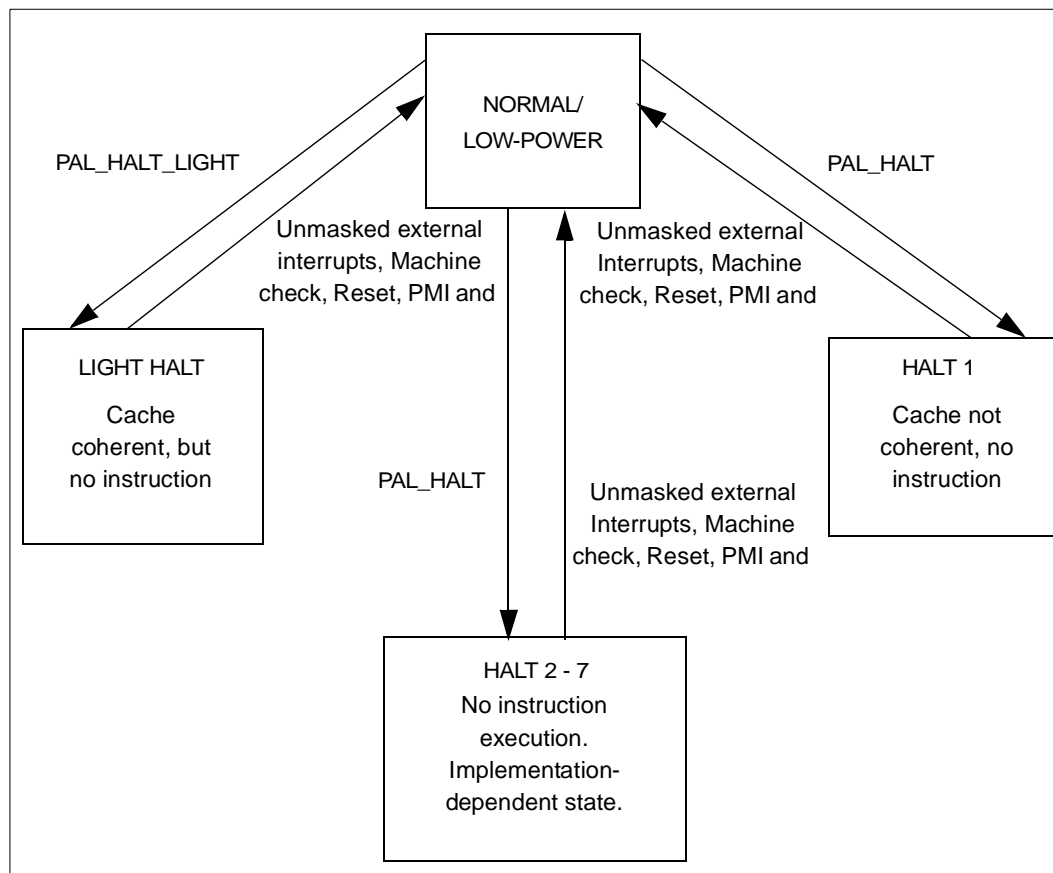 NORMAL/
LOW-POWER
PAL_HALT_LIGHT
PAL_HALT
Unmasked external
interrupts, Machine
check, Reset, PMI and
Unmasked external
Interrupts, Machine
check, Reset, PMI and
LIGHT HALT
Cache
coherent, but
no instruction
HALT 1
Cache not
coherent, no
instruction
PAL_HALT
Unmasked external
Interrupts, Machine
check, Reset, PMI and
HALT 2 - 7
No instruction
execution.
Implementation-
dependent state.